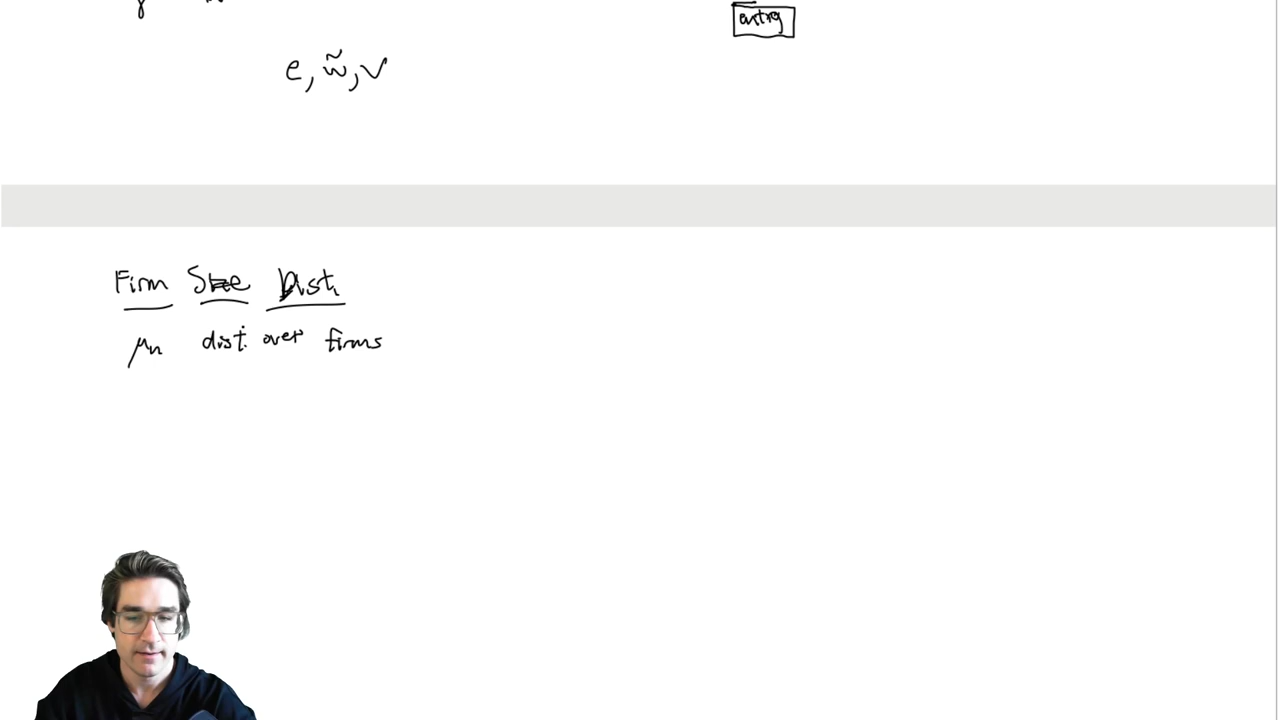 entry
e, w̃, v
Firm Size Dist.
μn dist. over firms